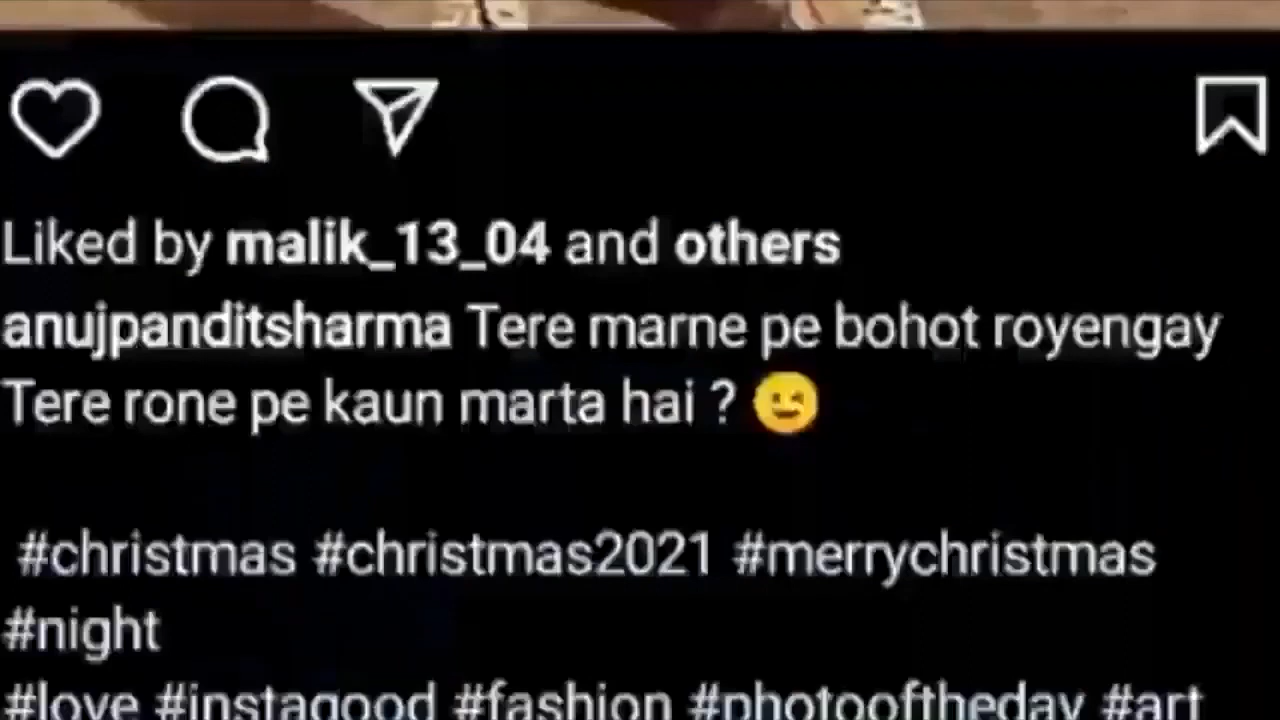 Liked by malik_13_04 and others
anujpanditsharma Tere marne pe bohot royengay
Tere rone pe kaun marta hai ? 😉
#christmas #christmas2021 #merrychristmas
#night
#love #instagood #fashion #photooftheday #art